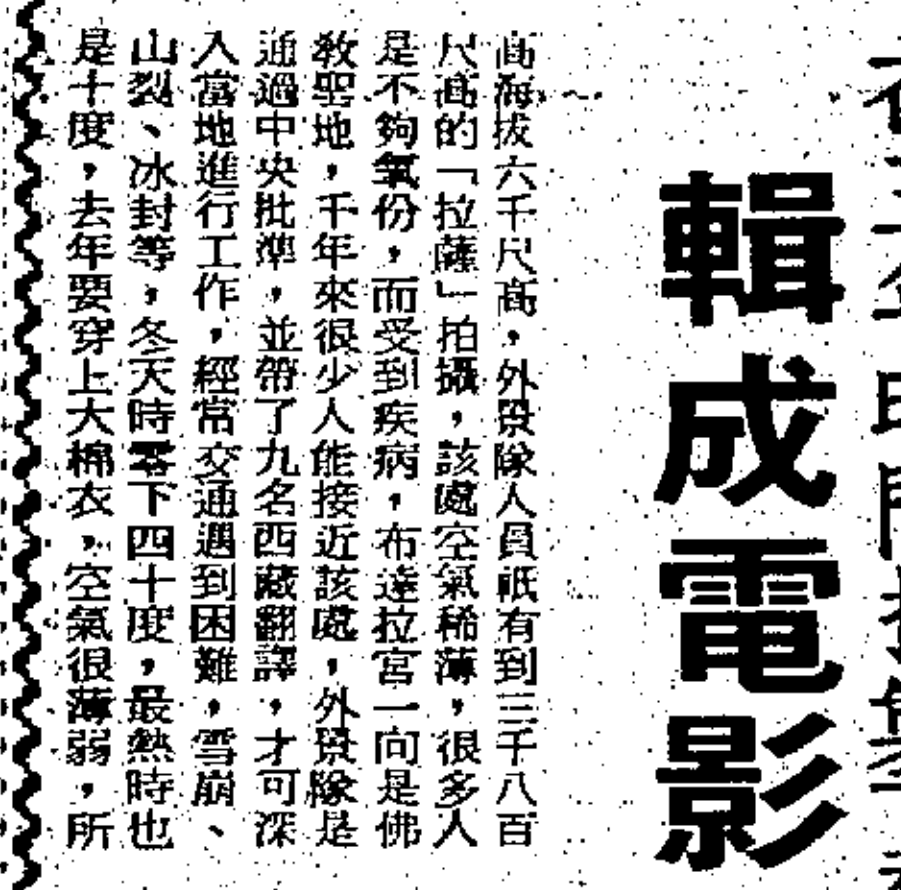 輯成電影
高海拔六千尺高，外景隊人員祇有到三千八百
尺高的「拉薩」拍攝，該處空氣稀薄，很多人
是不夠氧份，而受到疾病，布達拉宮一向是佛
敎聖地，千年來很少人能接近該處，外景隊是
通過中央批準，並帶了九名西藏翻譯，才可深
入當地進行工作，經常交通遇到困難，雪崩、
山裂、冰封等，冬天時零下四十度，最熱時也
是十度，去年要穿上大棉衣，空氣很薄弱，所